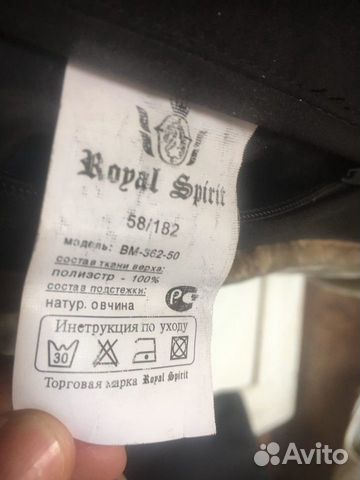 Royal Spirit
58/182
модель: ВМ-362-50
состав ткани верха:
полиэстр - 100%
состав подстежки:
натур. овчина
Инструкция по уходу
30
Торговая марка Royal Spirit
Avito